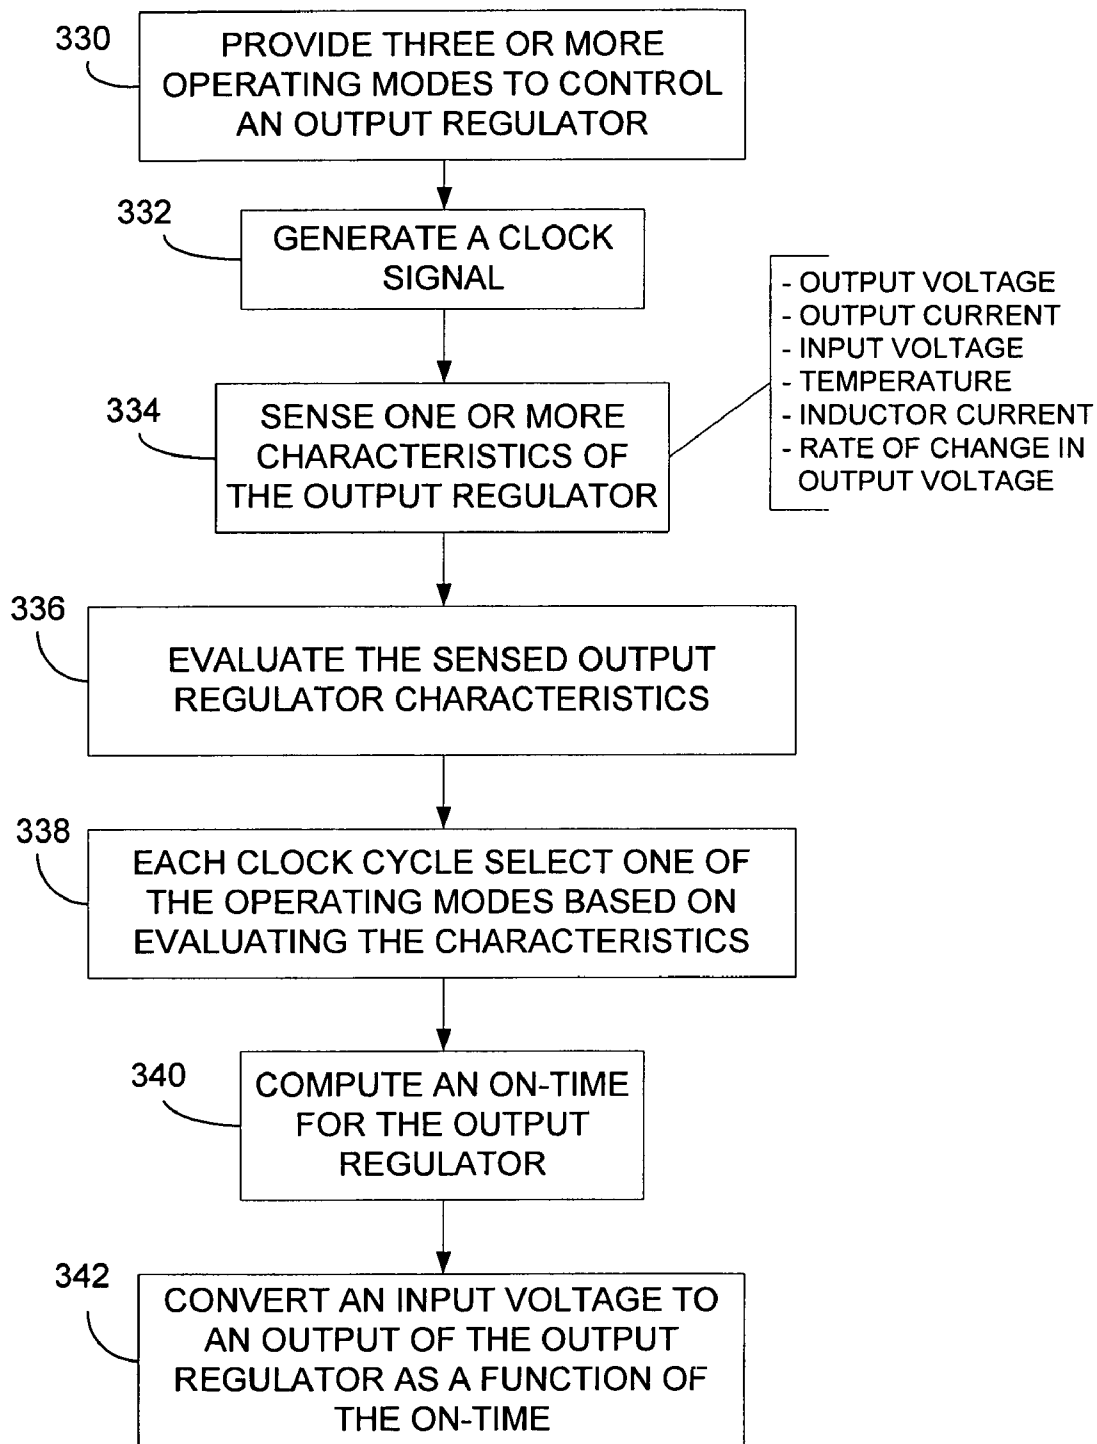 330
PROVIDE THREE OR MORE
OPERATING MODES TO CONTROL
AN OUTPUT REGULATOR
332
GENERATE A CLOCK
SIGNAL
334
SENSE ONE OR MORE
CHARACTERISTICS OF
THE OUTPUT REGULATOR
- OUTPUT VOLTAGE
- OUTPUT CURRENT
- INPUT VOLTAGE
- TEMPERATURE
- INDUCTOR CURRENT
- RATE OF CHANGE IN
OUTPUT VOLTAGE
336
EVALUATE THE SENSED OUTPUT
REGULATOR CHARACTERISTICS
338
EACH CLOCK CYCLE SELECT ONE OF
THE OPERATING MODES BASED ON
EVALUATING THE CHARACTERISTICS
340
COMPUTE AN ON-TIME
FOR THE OUTPUT
REGULATOR
342
CONVERT AN INPUT VOLTAGE TO
AN OUTPUT OF THE OUTPUT
REGULATOR AS A FUNCTION OF
THE ON-TIME